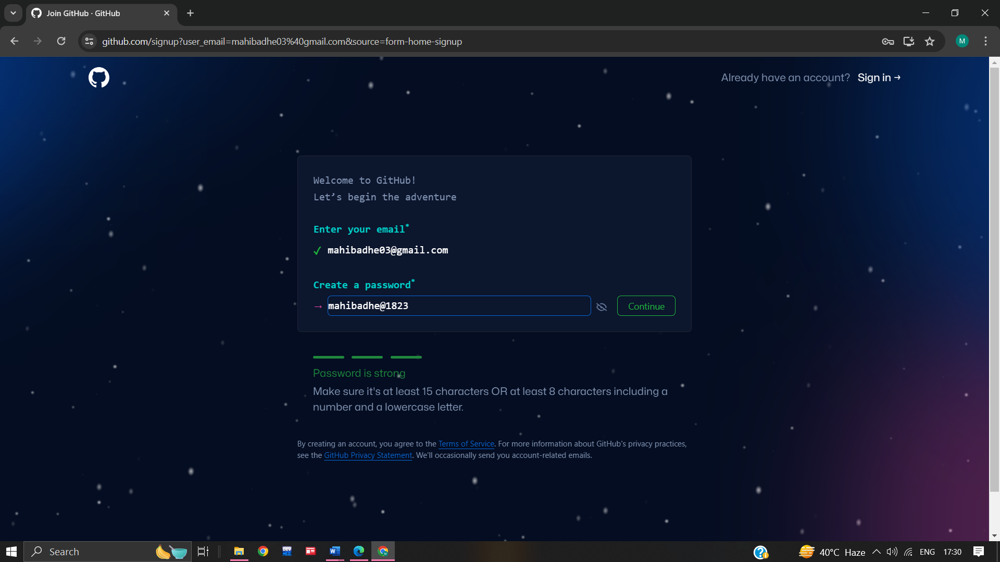 Join GitHub · GitHub
github.com/signup?user_email=mahibadhe03%40gmail.com&source=form-home-signup
M
Already have an account? Sign in →
Welcome to GitHub!
Let’s begin the adventure
Enter your email*
✓ mahibadhe03@gmail.com
Create a password*
→ mahibadhe@1823
Continue
Password is strong
Make sure it's at least 15 characters OR at least 8 characters including a
number and a lowercase letter.
By creating an account, you agree to the Terms of Service. For more information about GitHub's privacy practices,
see the GitHub Privacy Statement. We'll occasionally send you account-related emails.
Search
DEV
W
40°C Haze
ENG
17:30